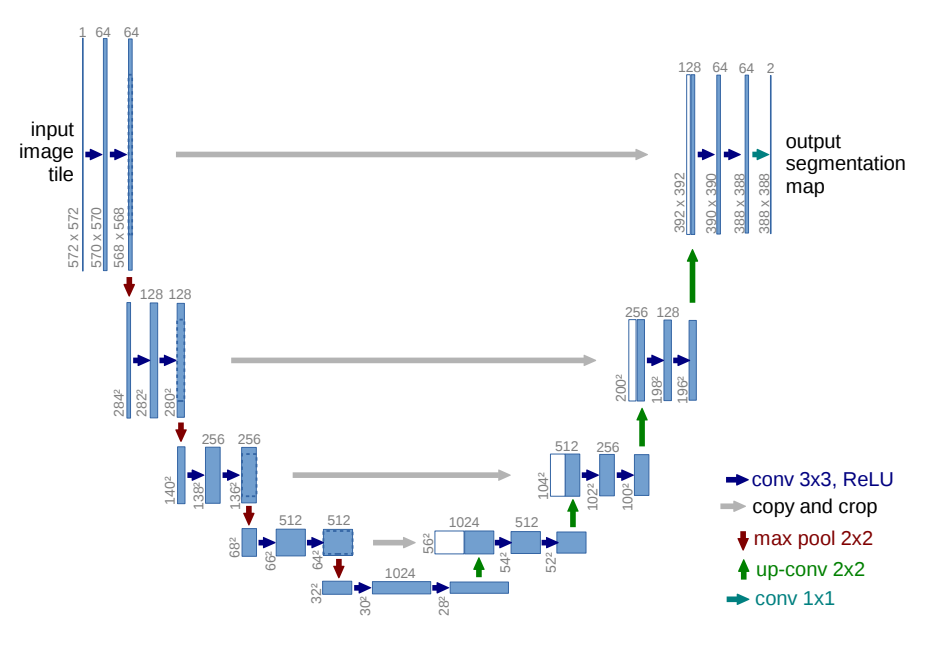 1 64 64
128 64 64 2
input
image
tile
output
segmentation
map
572 x 572
570 x 570
568 x 568
392 x 392
390 x 390
388 x 388
388 x 388
128 128
256 128
284²
282²
280²
200²
198²
196²
256 256
512 256
140²
138²
136²
104²
102²
100²
512 512
1024 512
68²
66²
64²
56²
54²
52²
1024
32²
30²
28²
conv 3x3, ReLU
copy and crop
max pool 2x2
up-conv 2x2
conv 1x1